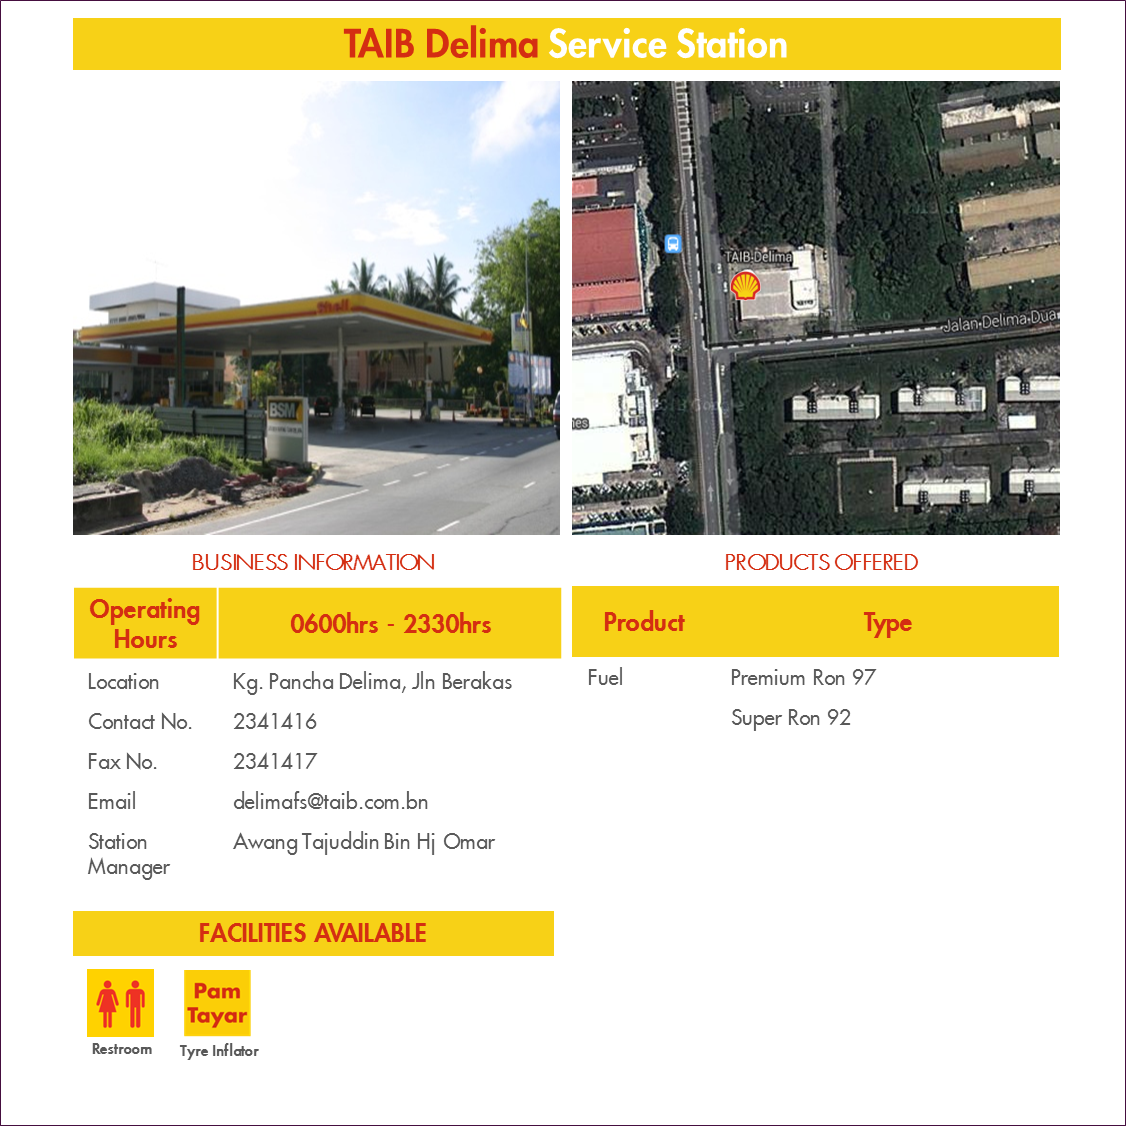 TAIB Delima Service Station
Shell
BSM
TAIB Delima
Jalan Delima Dua
nes
BUSINESS INFORMATION
PRODUCTS OFFERED
Operating
Hours
0600hrs - 2330hrs
Location Kg. Pancha Delima, Jln Berakas
Contact No. 2341416
Fax No. 2341417
Email delimafs@taib.com.bn
Station Awang Tajuddin Bin Hj Omar
Manager
Product Type
Fuel Premium Ron 97
Super Ron 92
FACILITIES AVAILABLE
Pam
Tayar
Restroom Tyre Inflator